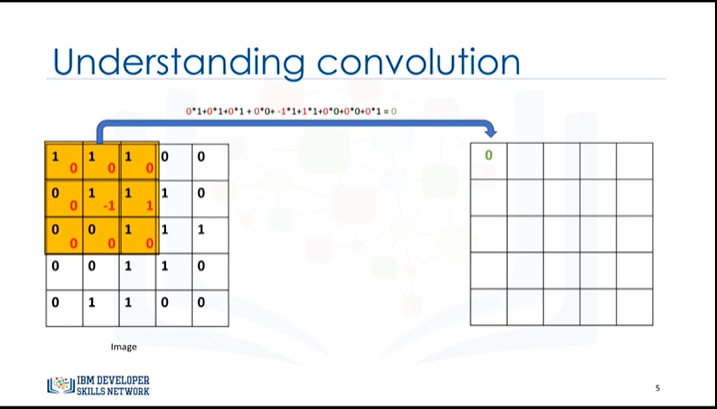 Understanding convolution
0*1+0*1+0*1 + 0*0+ -1*1+1*1+0*0+0*0+0*1 = 0
1 1 1 0 0
0 0 0
0 1 1 1 0
0 -1 1
0 0 1 1 1
0 0 0
0 0 1 1 0
0 1 1 0 0
0
Image
IBM DEVELOPER
SKILLS NETWORK
5